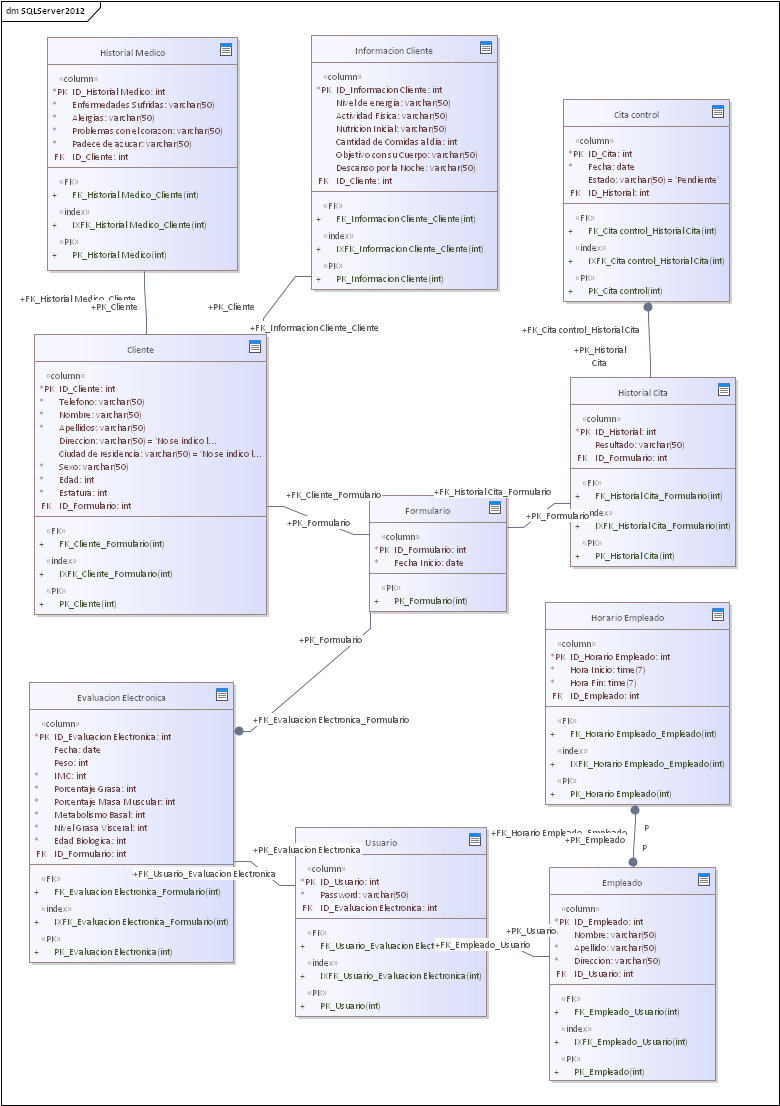 dm SQLServer2012
Historial Medico
«column»
*PK ID_Historial Medico: int
* Enfermedades Sufridas: varchar(50)
* Alergias: varchar(50)
* Problemas con el corazon: varchar(50)
* Padece de azucar: varchar(50)
FK ID_Cliente: int
«FK»
+ FK_Historial Medico_Cliente(int)
«index»
+ IXFK_Historial Medico_Cliente(int)
«PK»
+ PK_Historial Medico(int)
Informacion Cliente
«column»
*PK ID_Informacion Cliente: int
Nivel de energia: varchar(50)
Actividad Fisica: varchar(50)
Nutricion Inicial: varchar(50)
Cantidad de Comidas al dia: int
Objetivo con su Cuerpo: varchar(50)
Descanso por la Noche: varchar(50)
FK ID_Cliente: int
«FK»
+ FK_Informacion Cliente_Cliente(int)
«index»
+ IXFK_Informacion Cliente_Cliente(int)
«PK»
+ PK_Informacion Cliente(int)
Cita control
«column»
*PK ID_Cita: int
* Fecha: date
Estado: varchar(50) = 'Pendiente'
FK ID_Historial: int
«FK»
+ FK_Cita control_Historial Cita(int)
«index»
+ IXFK_Cita control_Historial Cita(int)
«PK»
+ PK_Cita control(int)
+FK_Historial Medico_Cliente
+PK_Cliente
+PK_Cliente
+FK_Informacion Cliente_Cliente
+FK_Cita control_Historial Cita
+PK_Historial
Cita
Cliente
«column»
*PK ID_Cliente: int
* Telefono: varchar(50)
* Nombre: varchar(50)
* Apellidos: varchar(50)
Direccion: varchar(50) = 'No se indico l...
Ciudad de residencia: varchar(50) = 'No se indico l...
* Sexo: varchar(50)
* Edad: int
* Estatura: int
FK ID_Formulario: int
«FK»
+ FK_Cliente_Formulario(int)
«index»
+ IXFK_Cliente_Formulario(int)
«PK»
+ PK_Cliente(int)
Historial Cita
«column»
*PK ID_Historial: int
Resultado: varchar(50)
FK ID_Formulario: int
«FK»
+ FK_Historial Cita_Formulario(int)
«index»
+ IXFK_Historial Cita_Formulario(int)
«PK»
+ PK_Historial Cita(int)
+FK_Cliente_Formulario
+PK_Formulario
+FK_Historial Cita_Formulario
+PK_Formulario
Formulario
«column»
*PK ID_Formulario: int
* Fecha Inicio: date
«PK»
+ PK_Formulario(int)
+PK_Formulario
+FK_Evaluacion Electronica_Formulario
Horario Empleado
«column»
*PK ID_Horario Empleado: int
* Hora Inicio: time(7)
* Hora Fin: time(7)
FK ID_Empleado: int
«FK»
+ FK_Horario Empleado_Empleado(int)
«index»
+ IXFK_Horario Empleado_Empleado(int)
«PK»
+ PK_Horario Empleado(int)
Evaluacion Electronica
«column»
*PK ID_Evaluacion Electronica: int
Fecha: date
Peso: int
* IMC: int
* Porcentaje Grasa: int
* Porcentaje Masa Muscular: int
* Metabolismo Basal: int
* Nivel Grasa Visceral: int
* Edad Biologica: int
FK ID_Formulario: int
«FK»
+ FK_Evaluacion Electronica_Formulario(int)
«index»
+ IXFK_Evaluacion Electronica_Formulario(int)
«PK»
+ PK_Evaluacion Electronica(int)
+PK_Evaluacion Electronica
+FK_Usuario_Evaluacion Electronica
Usuario
«column»
*PK ID_Usuario: int
* Password: varchar(50)
FK ID_Evaluacion Electronica: int
«FK»
+ FK_Usuario_Evaluacion Elect
«index»
+ IXFK_Usuario_Evaluacion Electronica(int)
«PK»
+ PK_Usuario(int)
+FK_Horario Empleado_Empleado
+PK_Empleado
P
P
+PK_Usuario
+FK_Empleado_Usuario
Empleado
«column»
*PK ID_Empleado: int
* Nombre: varchar(50)
* Apellido: varchar(50)
* Direccion: varchar(50)
FK ID_Usuario: int
«FK»
+ FK_Empleado_Usuario(int)
«index»
+ IXFK_Empleado_Usuario(int)
«PK»
+ PK_Empleado(int)